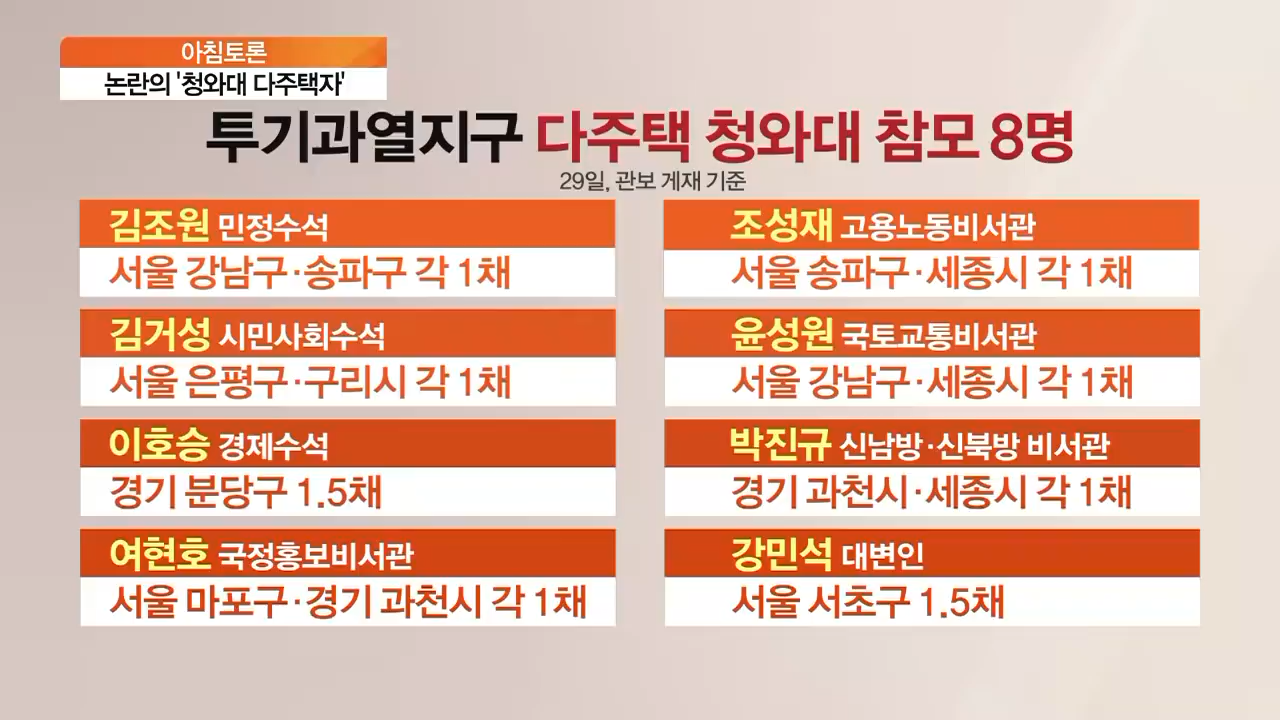 아침토론
논란의 '청와대 다주택자'
투기과열지구 다주택 청와대 참모 8명
29일, 관보 게재 기준
김조원 민정수석
서울 강남구·송파구 각 1채
김거성 시민사회수석
서울 은평구·구리시 각 1채
이호승 경제수석
경기 분당구 1.5채
여현호 국정홍보비서관
서울 마포구·경기 과천시 각 1채
조성재 고용노동비서관
서울 송파구·세종시 각 1채
윤성원 국토교통비서관
서울 강남구·세종시 각 1채
박진규 신남방·신북방 비서관
경기 과천시·세종시 각 1채
강민석 대변인
서울 서초구 1.5채